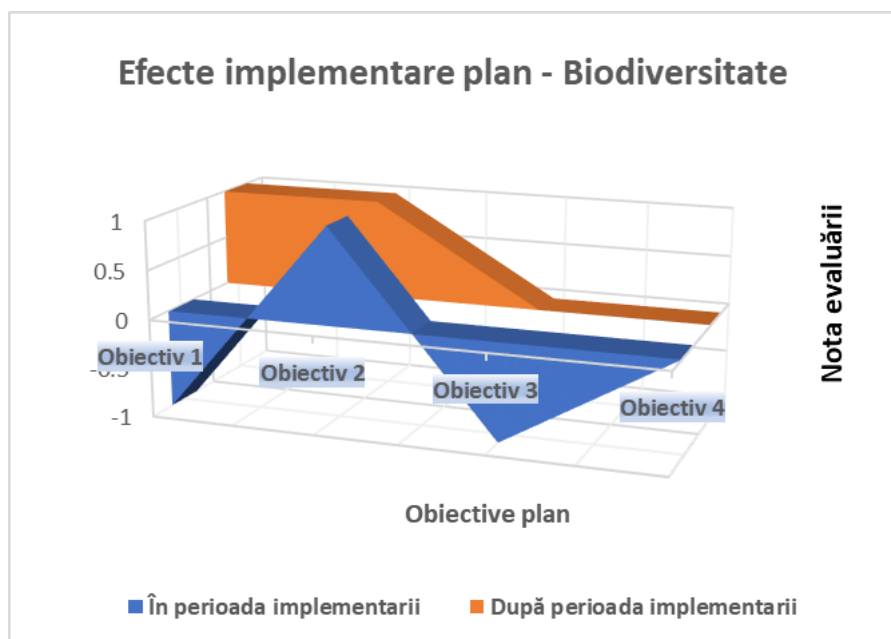 Efecte implementare plan - Biodiversitate
1
0.5
0
-0.5
-1
Obiectiv 1
Obiectiv 2
Obiectiv 3
Obiectiv 4
Nota evaluării
Obiective plan
În perioada implementarii
După perioada implementarii